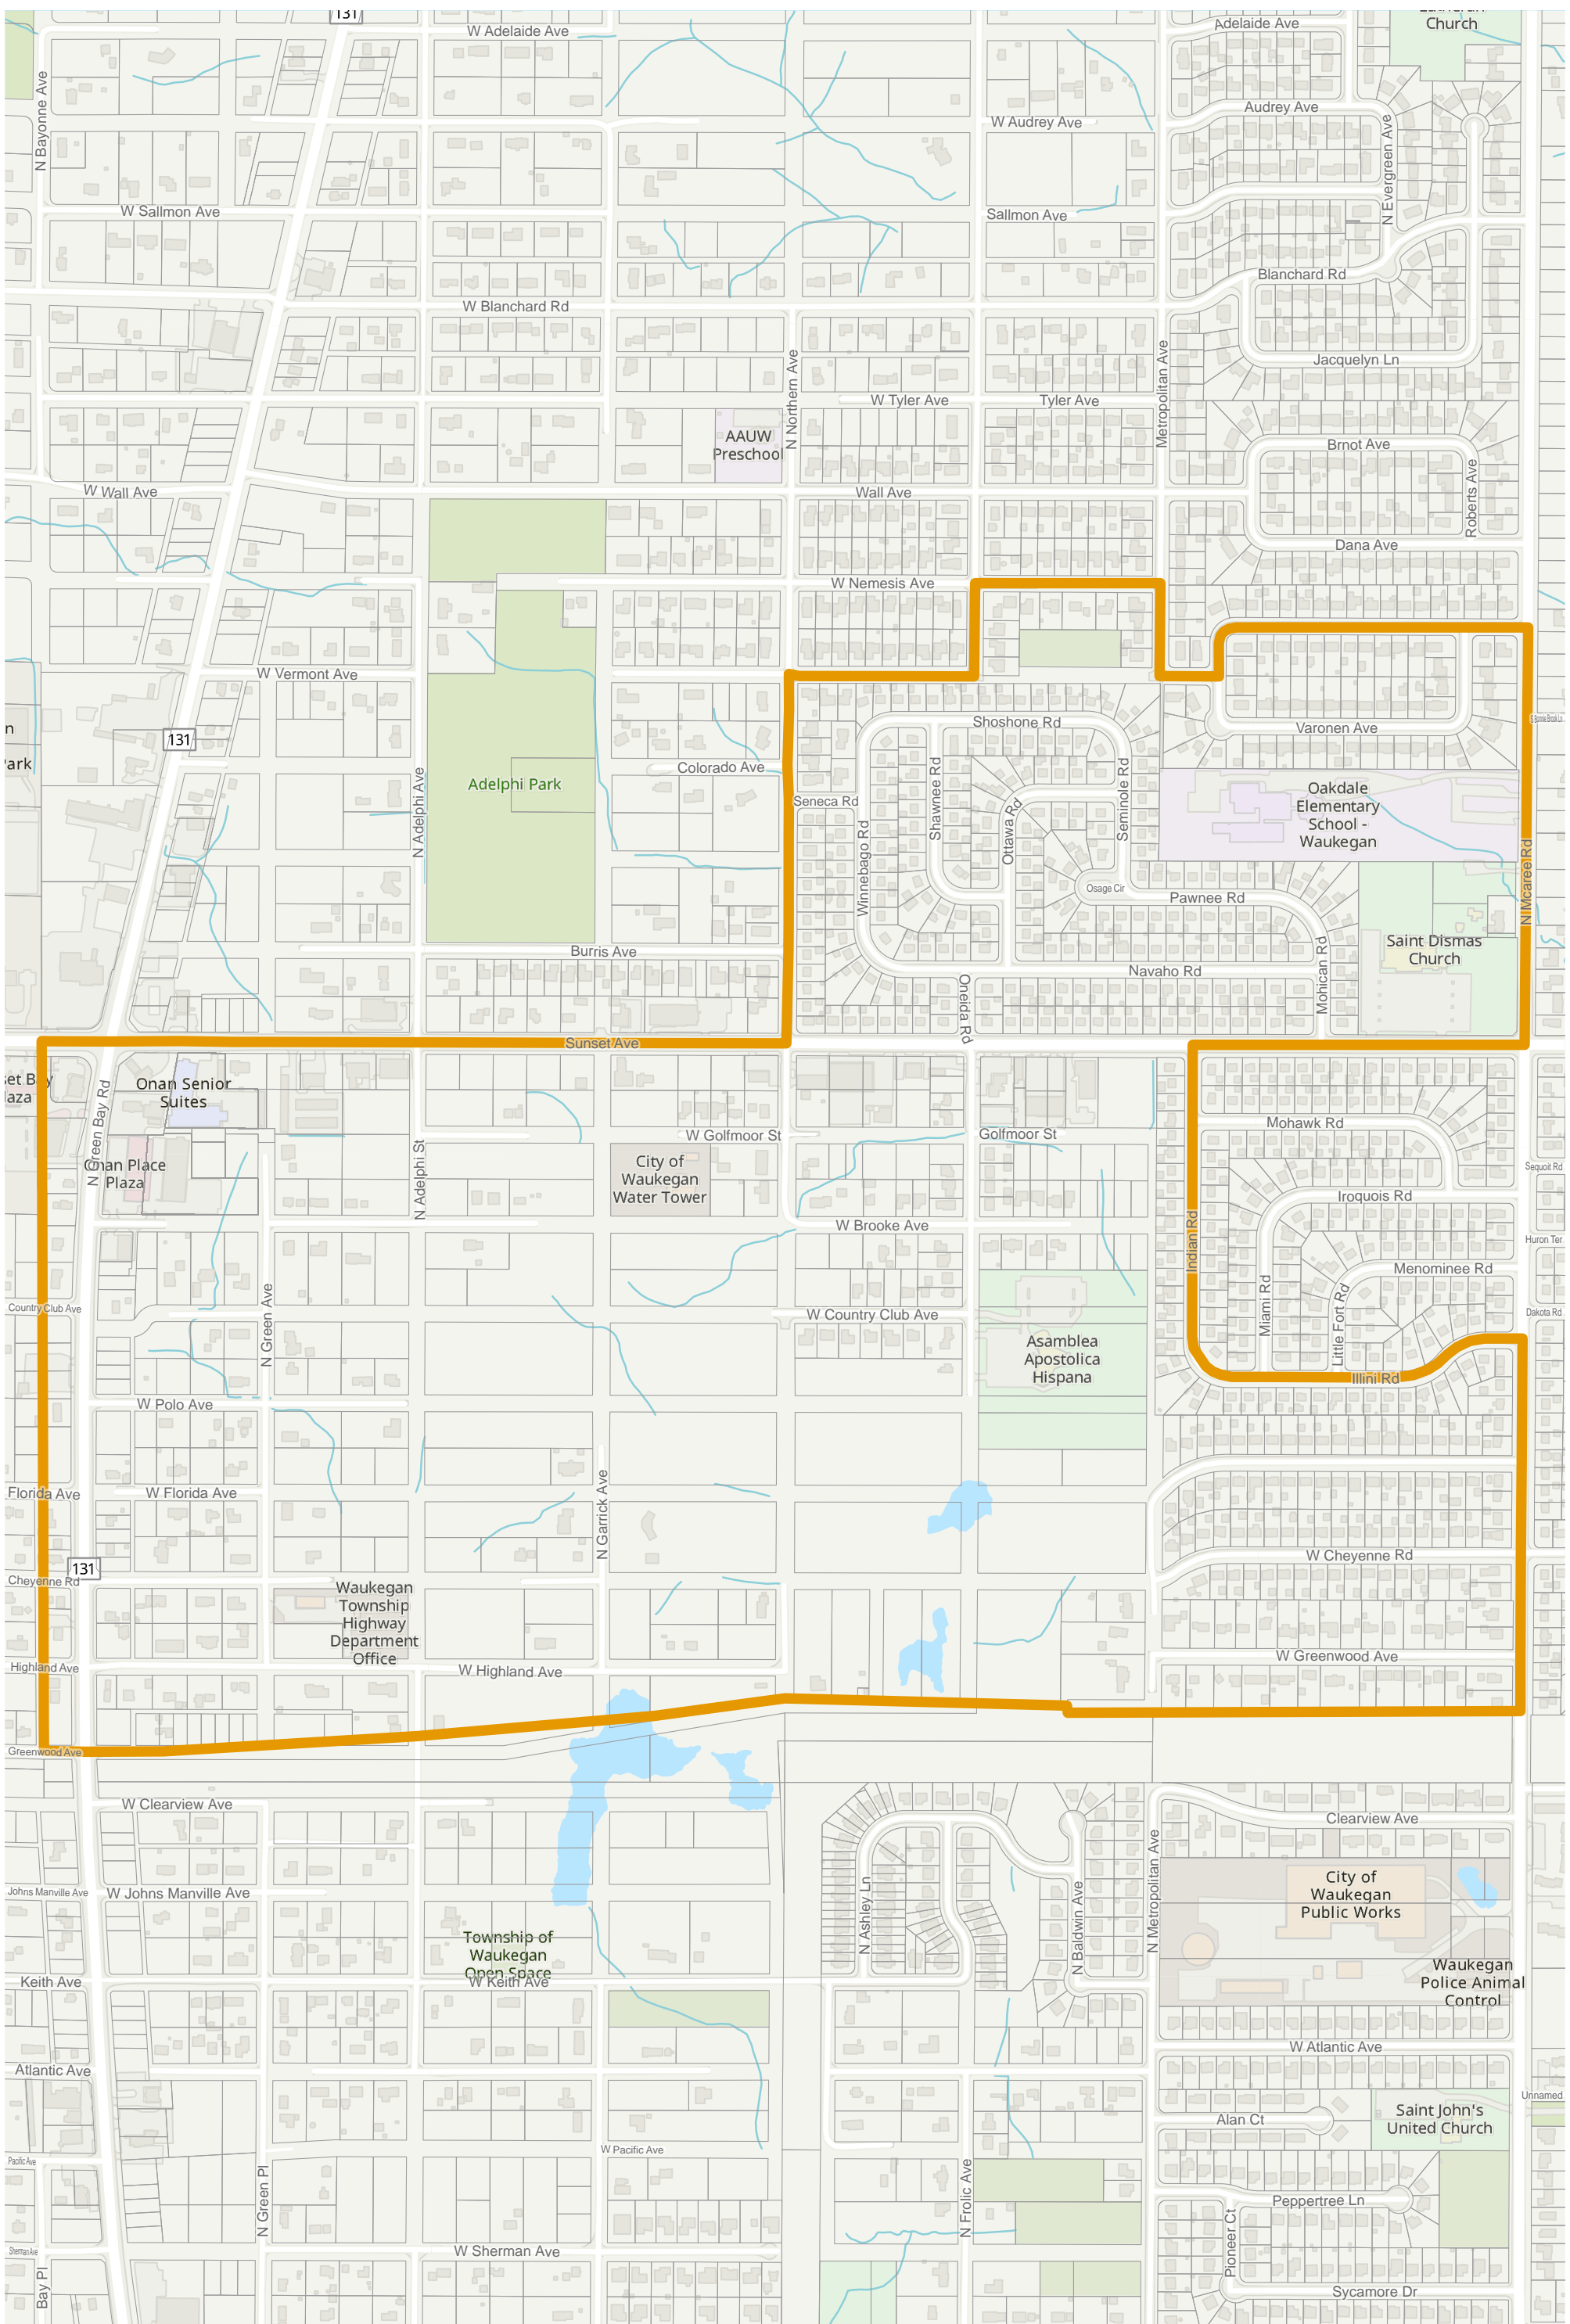 131
W Adelaide Ave
Adelaide Ave
Church
N Bayonne Ave
Audrey Ave
W Audrey Ave
N Evergreen Ave
W Sallmon Ave
Sallmon Ave
Blanchard Rd
W Blanchard Rd
Jacquelyn Ln
N Northern Ave
Metropolitan Ave
W Tyler Ave
Tyler Ave
AAUW
Preschool
Brnot Ave
Roberts Ave
W Wall Ave
Wall Ave
Dana Ave
W Nemesis Ave
W Vermont Ave
Shoshone Rd
Varonen Ave
131
Park
Colorado Ave
Adelphi Park
N Adelphi Ave
Seneca Rd
Shawnee Rd
Ottawa Rd
Seminole Rd
Winnebago Rd
Oakdale
Elementary
School -
Waukegan
N Mcaree Rd
Osage Cir
Pawnee Rd
Burris Ave
Navaho Rd
Oneida Rd
Mohican Rd
Saint Dismas
Church
Sunset Ave
Onan Senior
Suites
N Green Bay Rd
Onan Place
Plaza
N Adelphi St
W Golfmoor St
Golfmoor St
City of
Waukegan
Water Tower
Mohawk Rd
Sequoit Rd
Iroquois Rd
W Brooke Ave
Indian Rd
Huron Ter
Menominee Rd
Miami Rd
Little Fort Rd
Country Club Ave
W Country Club Ave
Dakota Rd
N Green Ave
Asamblea
Apostolica
Hispana
Illini Rd
W Polo Ave
Florida Ave
W Florida Ave
N Garrick Ave
131
Cheyenne Rd
W Cheyenne Rd
Waukegan
Township
Highway
Department
Office
Highland Ave
W Highland Ave
W Greenwood Ave
Greenwood Ave
W Clearview Ave
Clearview Ave
Johns Manville Ave
W Johns Manville Ave
N Ashley Ln
N Baldwin Ave
N Metropolitan Ave
City of
Waukegan
Public Works
Township of
Waukegan
Open Space
Keith Ave
W Keith Ave
Waukegan
Police Animal
Control
Atlantic Ave
W Atlantic Ave
Unnamed
Alan Ct
Saint John's
United Church
Pacific Ave
W Pacific Ave
N Green Pl
N Frolic Ave
Peppertree Ln
Pioneer Ct
Sherman Ave
W Sherman Ave
Bay Pl
Sycamore Dr